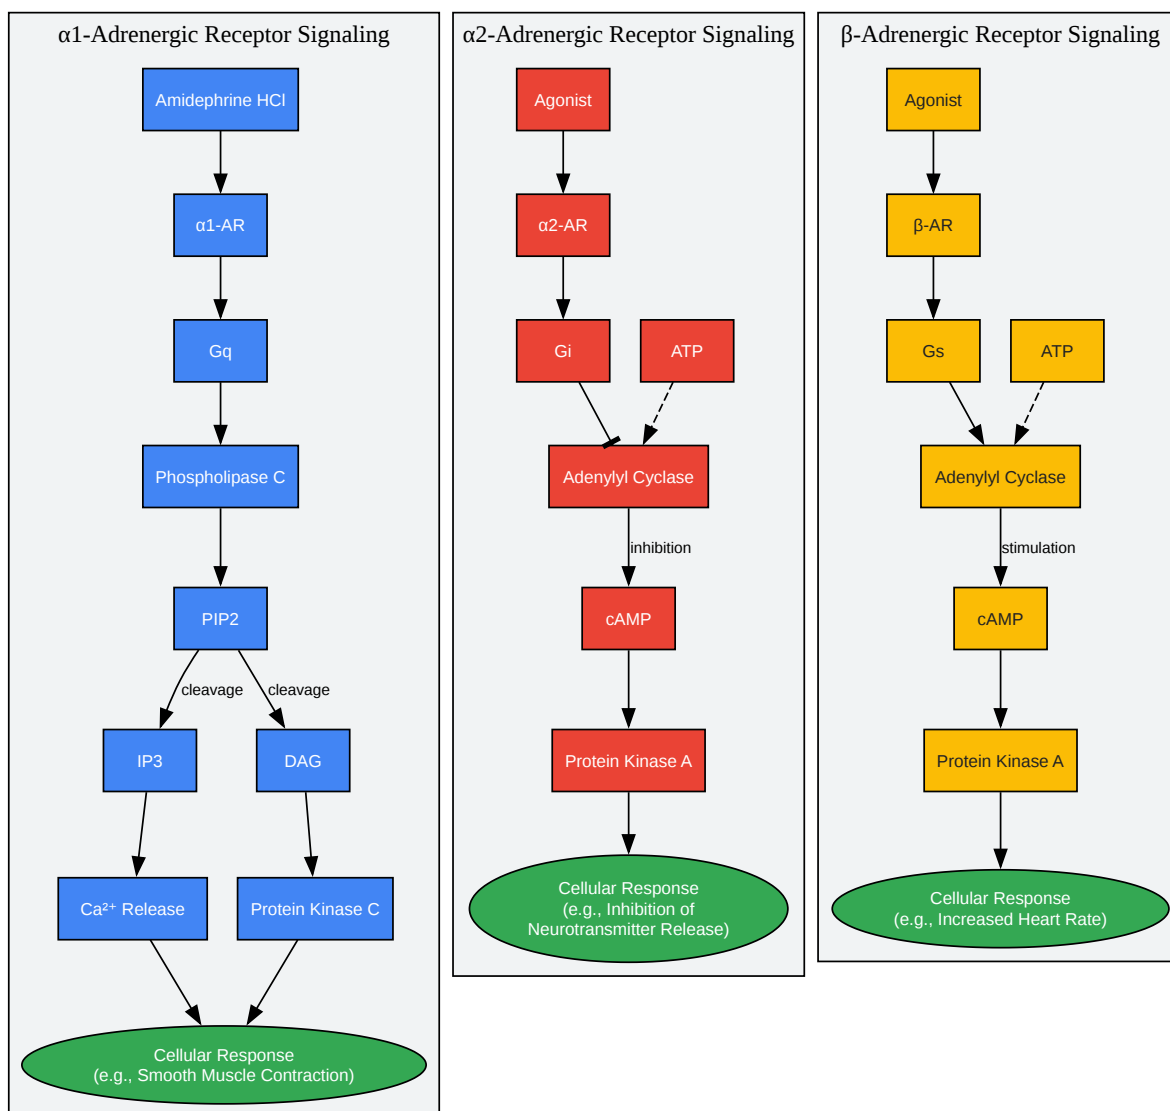 α1-Adrenergic Receptor Signaling
Amidephrine HCl
α1-AR
Gq
Phospholipase C
PIP2
cleavage
cleavage
IP3
DAG
Ca²⁺ Release
Protein Kinase C
Cellular Response
(e.g., Smooth Muscle Contraction)
α2-Adrenergic Receptor Signaling
Agonist
α2-AR
Gi
ATP
Adenylyl Cyclase
inhibition
cAMP
Protein Kinase A
Cellular Response
(e.g., Inhibition of
Neurotransmitter Release)
β-Adrenergic Receptor Signaling
Agonist
β-AR
Gs
ATP
Adenylyl Cyclase
stimulation
cAMP
Protein Kinase A
Cellular Response
(e.g., Increased Heart Rate)